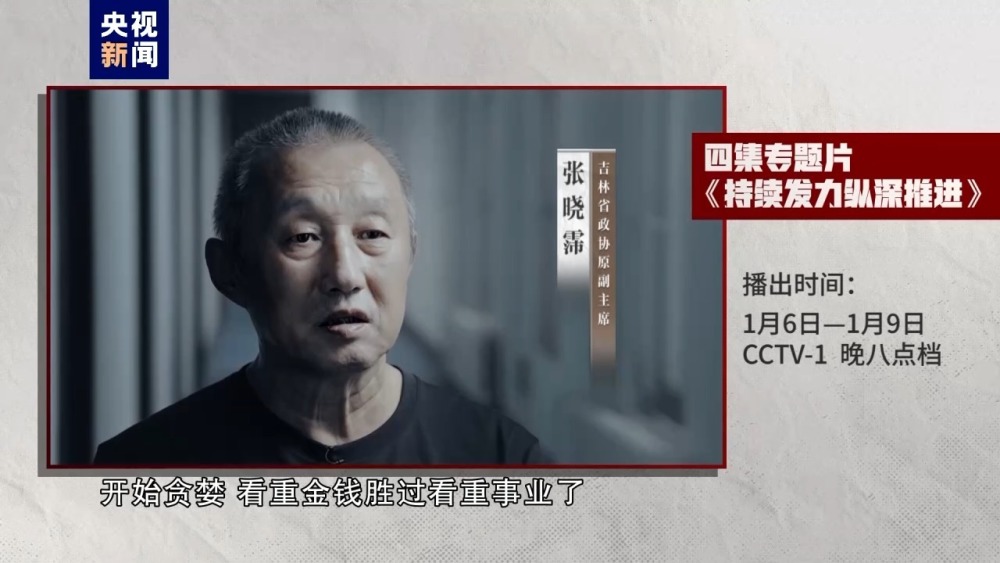 央视
新闻
四集专题片
《持续发力纵深推进》
张晓霈
吉林省政协原副主席
播出时间：
1月6日—1月9日
CCTV-1 晚八点档
开始贪婪 看重金钱胜过看重事业了